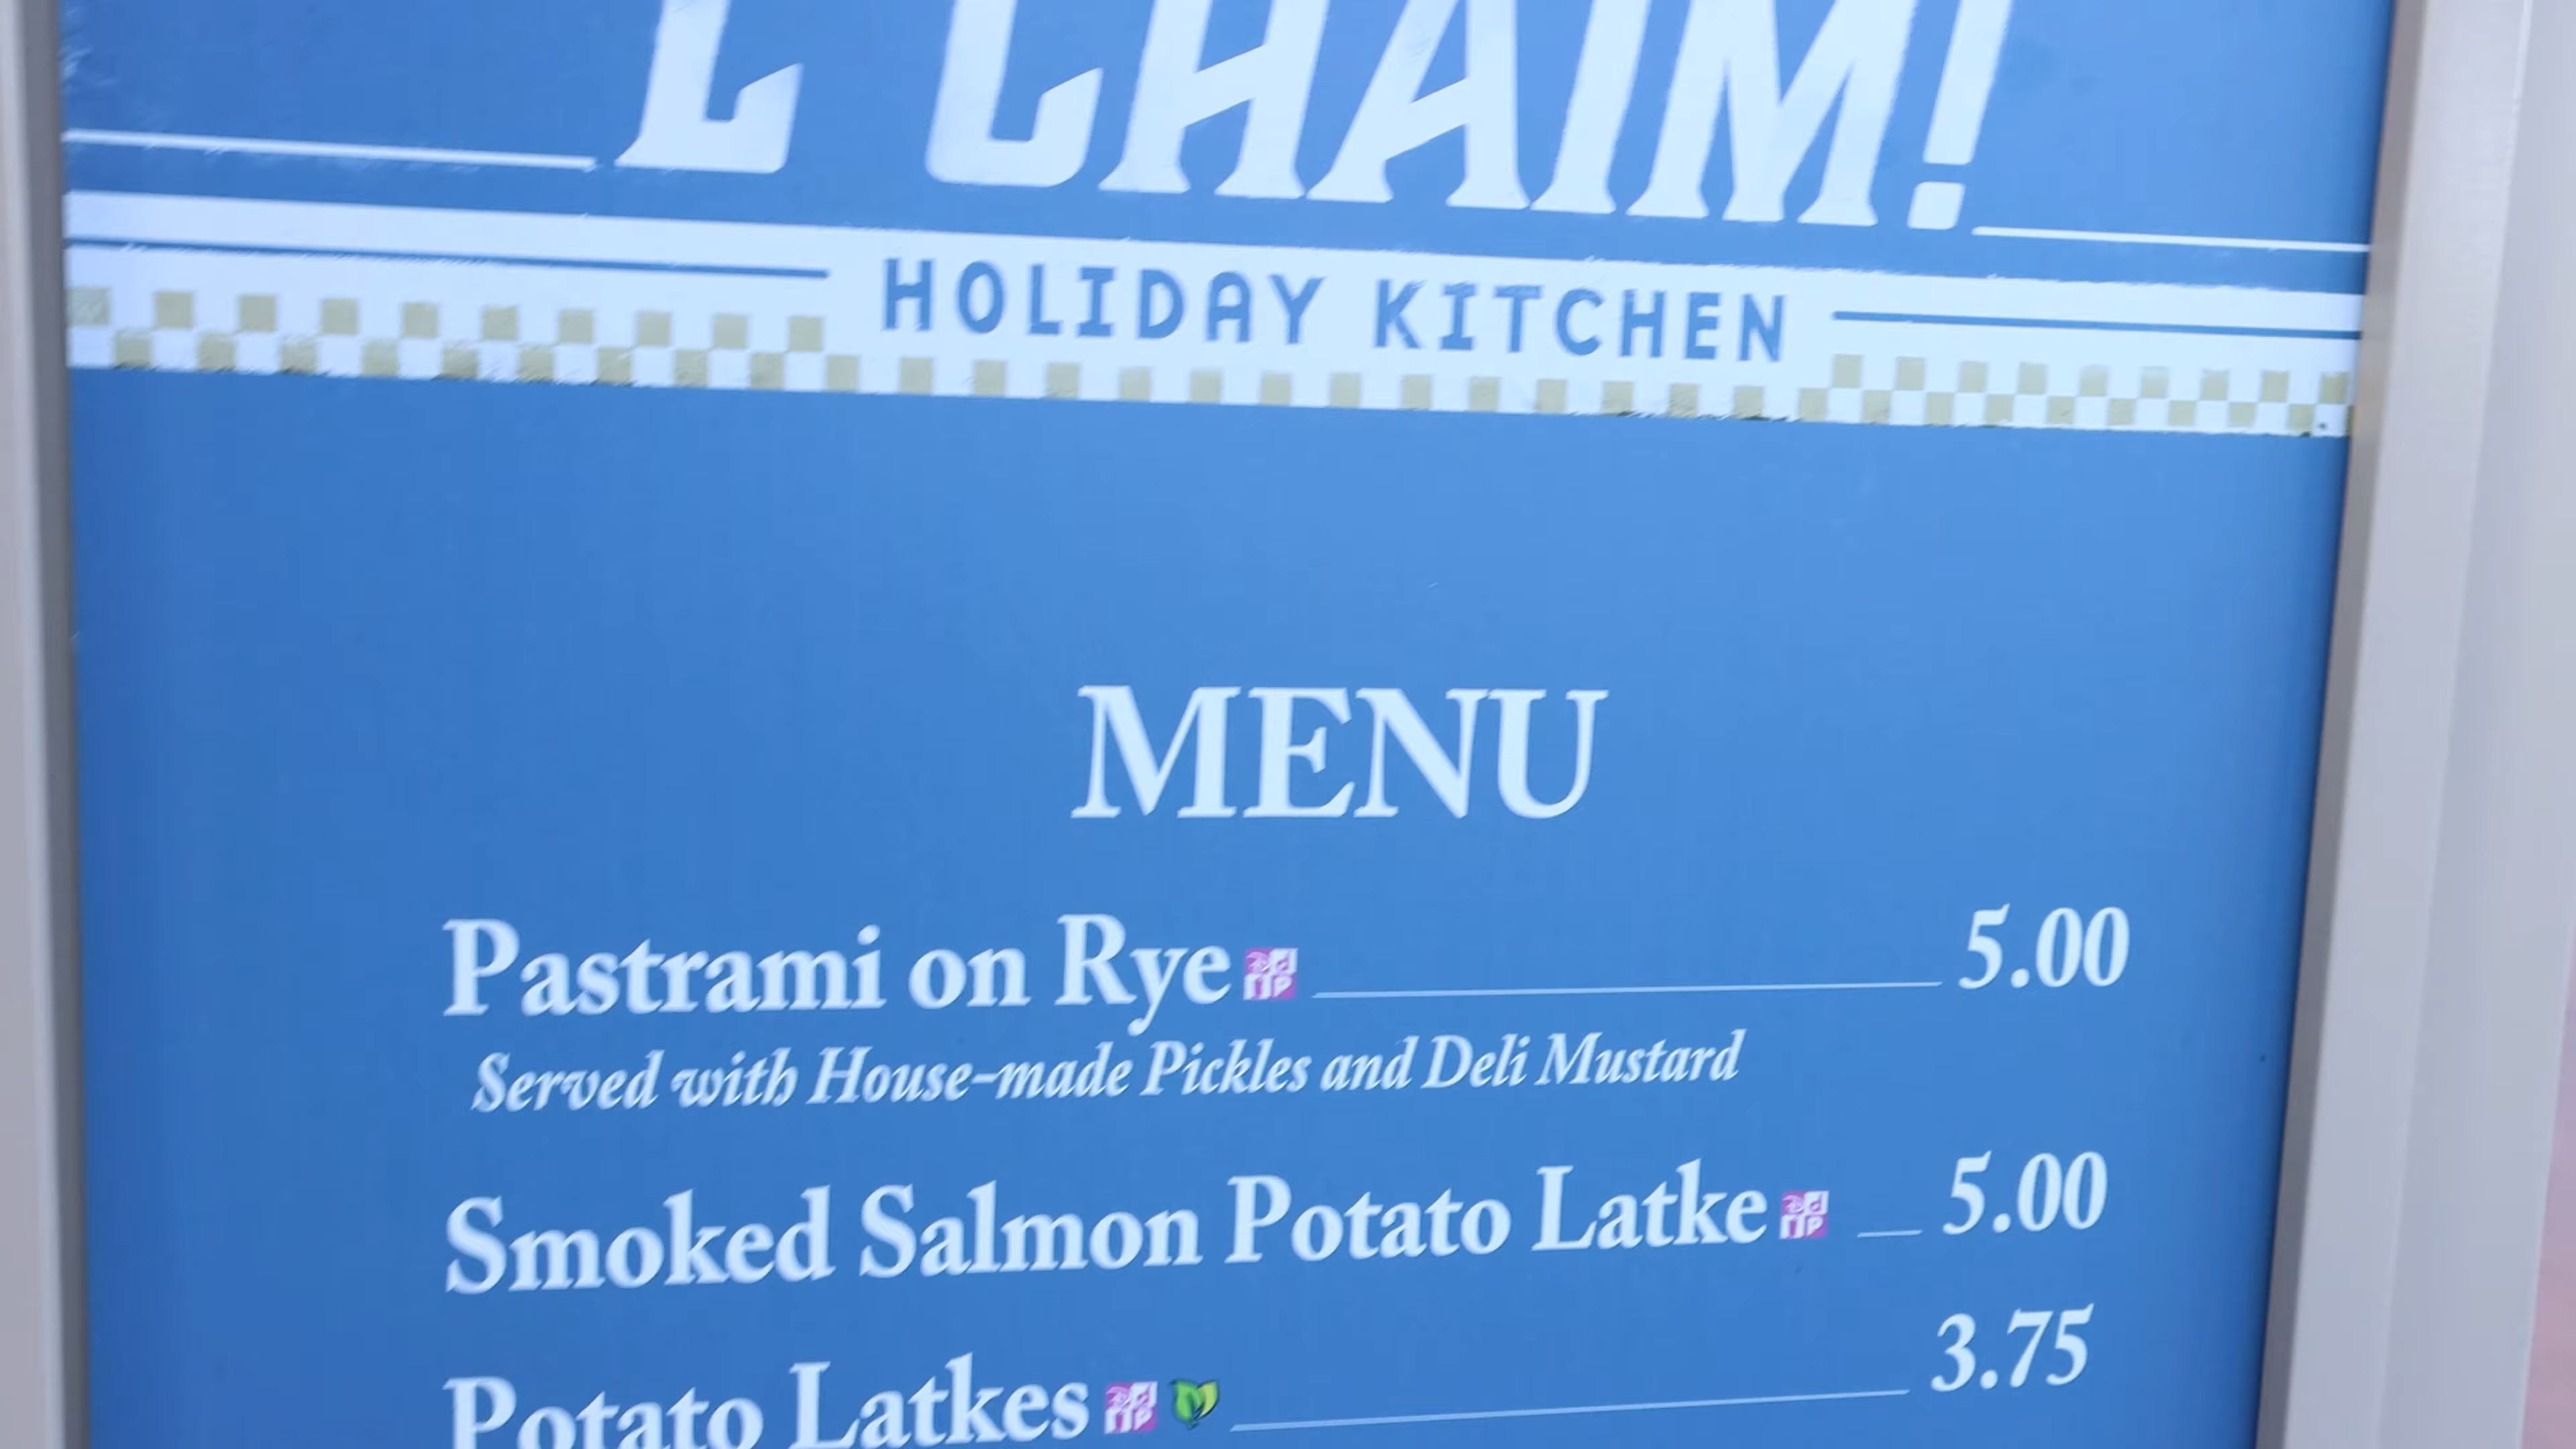 L'CHAIM!
HOLIDAY KITCHEN
MENU
Pastrami on Rye 5.00
Served with House-made Pickles and Deli Mustard
Smoked Salmon Potato Latke 5.00
Potato Latkes 3.75